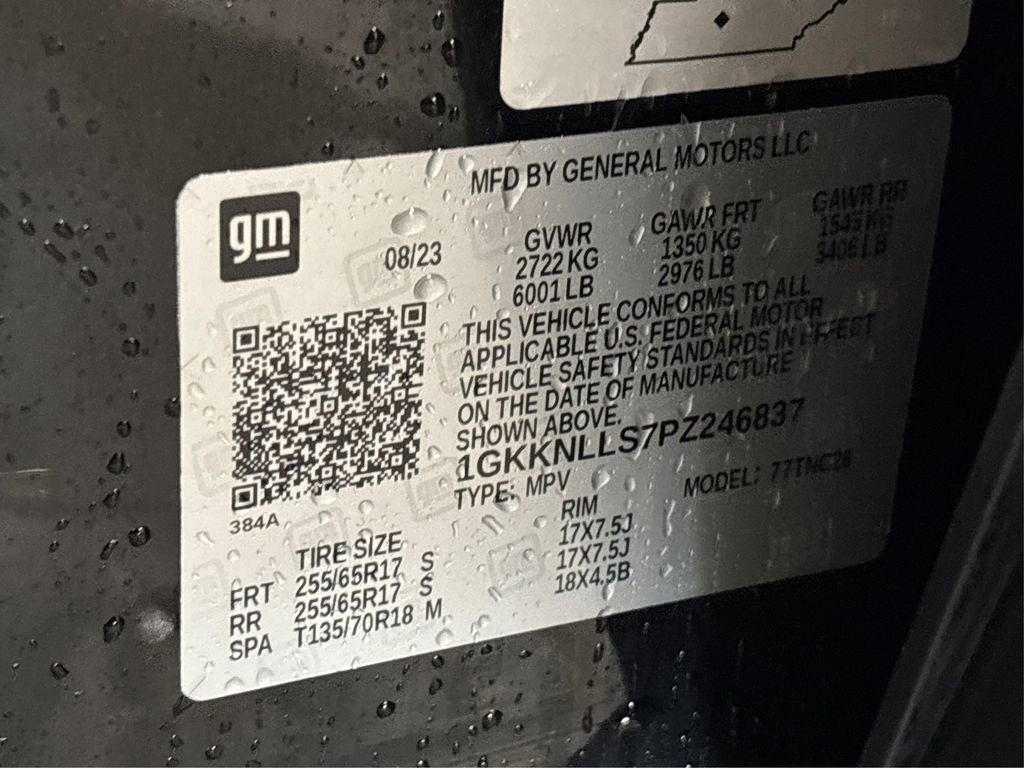 gm
MFD BY GENERAL MOTORS LLC
08/23
GVWR GAWR FRT GAWR RR
2722 KG 1350 KG 1545 KG
6001 LB 2976 LB 3406 LB
THIS VEHICLE CONFORMS TO ALL
APPLICABLE U.S. FEDERAL MOTOR
VEHICLE SAFETY STANDARDS IN EFFECT
ON THE DATE OF MANUFACTURE
SHOWN ABOVE.
1GKKNLLS7PZ246837
TYPE: MPV MODEL: 77TNC26
384A
TIRE SIZE RIM
FRT 255/65R17 S 17X7.5J
RR 255/65R17 S 17X7.5J
SPA T135/70R18 M 18X4.5B